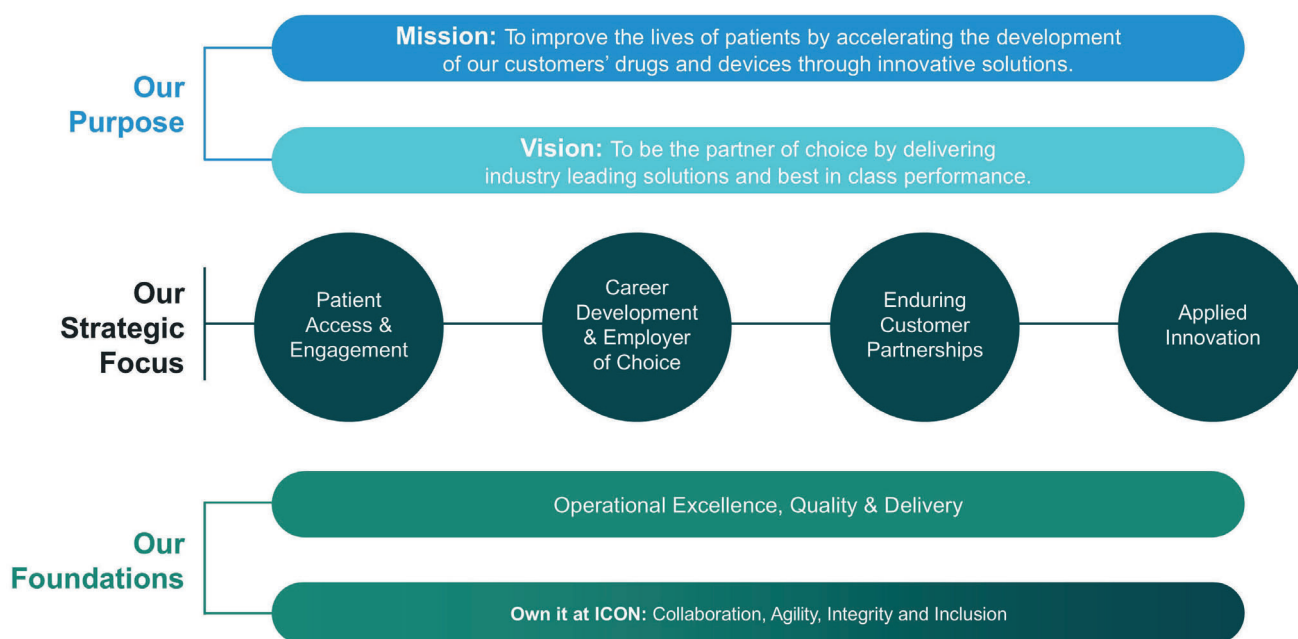 Our
Purpose
Mission: To improve the lives of patients by accelerating the development
of our customers’ drugs and devices through innovative solutions.
Vision: To be the partner of choice by delivering
industry leading solutions and best in class performance.
Our
Strategic
Focus
Patient
Access &
Engagement
Career
Development
& Employer
of Choice
Enduring
Customer
Partnerships
Applied
Innovation
Our
Foundations
Operational Excellence, Quality & Delivery
Own it at ICON: Collaboration, Agility, Integrity and Inclusion